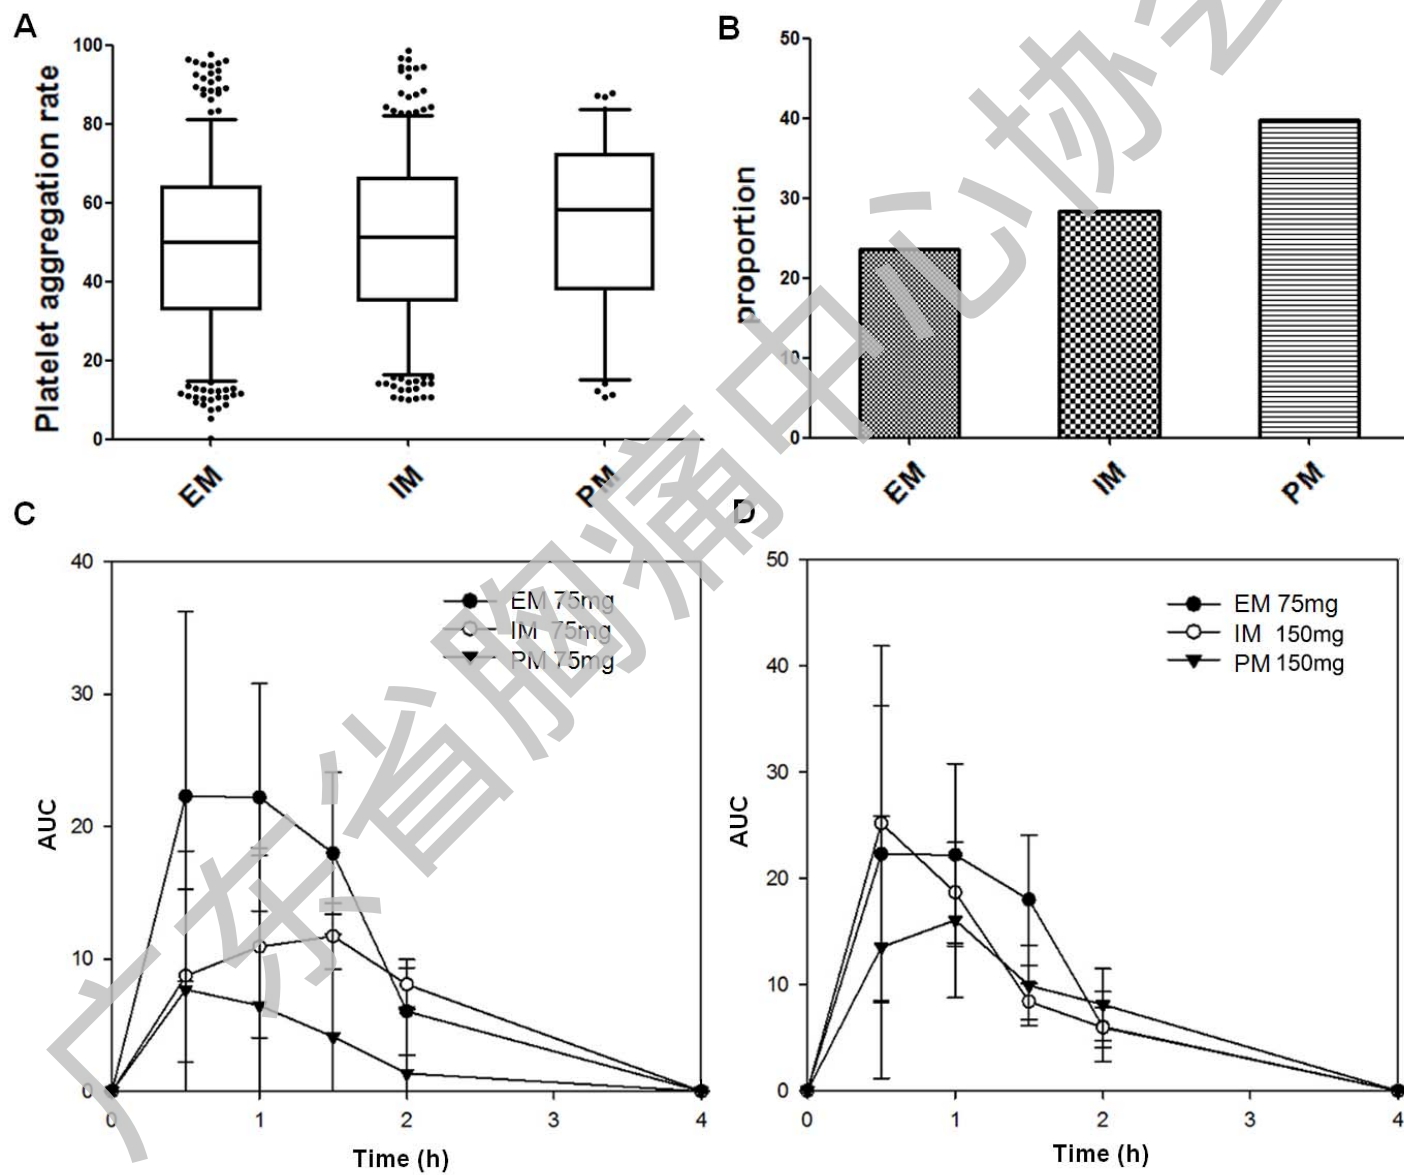 A
Platelet aggregation rate
100
80
60
40
20
0
EM
IM
PM
B
proportion
50
40
30
20
10
0
EM
IM
PM
C
AUC
40
30
20
10
0
EM 75mg
IM 75mg
PM 75mg
0
1
2
3
4
Time (h)
D
AUC
50
40
30
20
10
0
EM 75mg
IM 150mg
PM 150mg
0
1
2
3
4
Time (h)
广东省胸痛中心协会